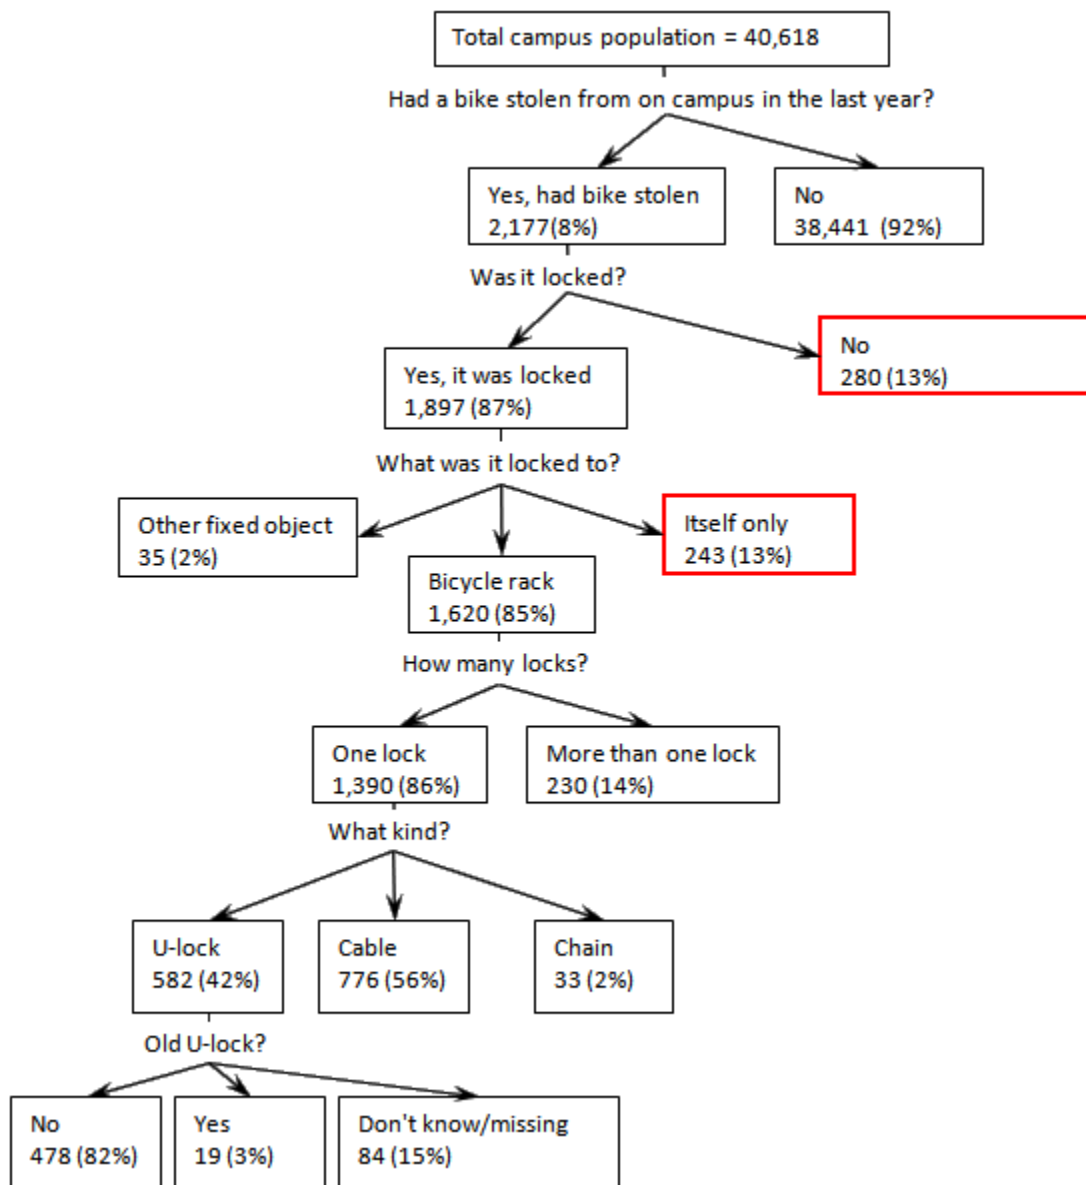 Total campus population = 40,618
Had a bike stolen from on campus in the last year?
Yes, had bike stolen
2,177(8%)
No
38,441 (92%)
Was it locked?
Yes, it was locked
1,897 (87%)
No
280 (13%)
What was it locked to?
Other fixed object
35 (2%)
Bicycle rack
1,620 (85%)
Itself only
243 (13%)
How many locks?
One lock
1,390 (86%)
More than one lock
230 (14%)
What kind?
U-lock
582 (42%)
Cable
776 (56%)
Chain
33 (2%)
Old U-lock?
No
478 (82%)
Yes
19 (3%)
Don't know/missing
84 (15%)